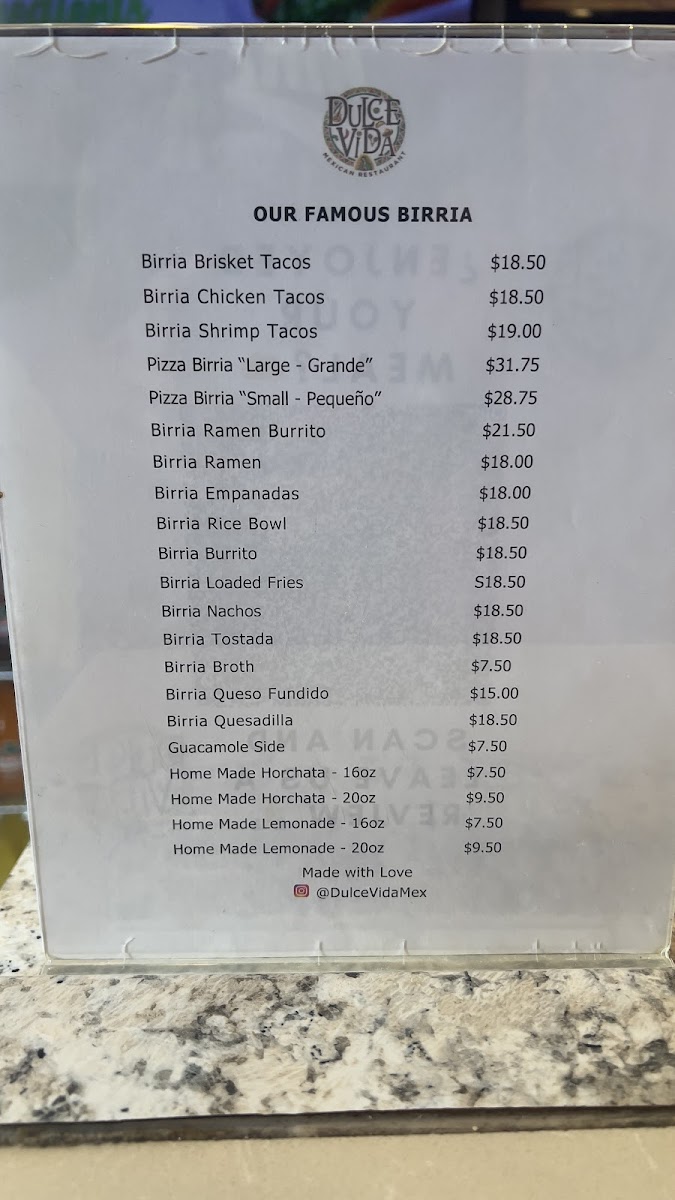 DULCE
VIDA
MEXICAN RESTAURANT
OUR FAMOUS BIRRIA
Birria Brisket Tacos $18.50
Birria Chicken Tacos $18.50
Birria Shrimp Tacos $19.00
Pizza Birria “Large - Grande” $31.75
Pizza Birria “Small - Pequeño” $28.75
Birria Ramen Burrito $21.50
Birria Ramen $18.00
Birria Empanadas $18.00
Birria Rice Bowl $18.50
Birria Burrito $18.50
Birria Loaded Fries S18.50
Birria Nachos $18.50
Birria Tostada $18.50
Birria Broth $7.50
Birria Queso Fundido $15.00
Birria Quesadilla $18.50
Guacamole Side $7.50
Home Made Horchata - 16oz $7.50
Home Made Horchata - 20oz $9.50
Home Made Lemonade - 16oz $7.50
Home Made Lemonade - 20oz $9.50
Made with Love
@DulceVidaMex